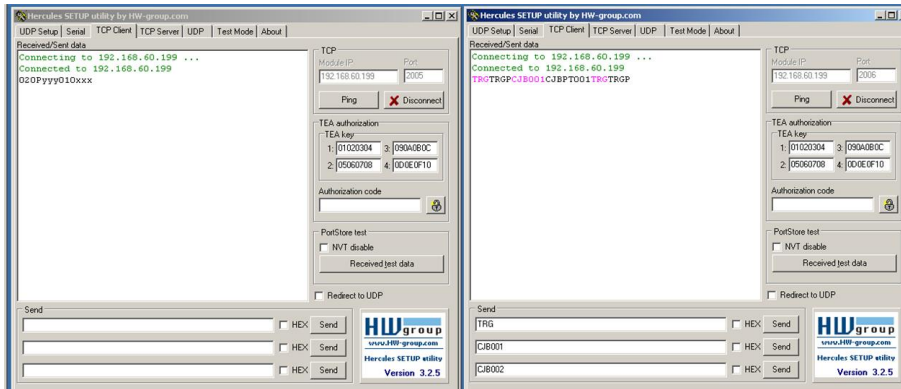 Hercules SETUP utility by HW-group.com
UDP Setup Serial TCP Client TCP Server UDP Test Mode About
Received/Sent data
Connecting to 192.168.60.199 ...
Connected to 192.168.60.199
020Pyyy010xxx
TCP
Module IP Port
192.168.60.199 2005
Ping Disconnect
TEA authorization
TEA key
1: 01020304 3: 090A0B0C
2: 05060708 4: 0D0E0F10
Authorization code
PortStore test
NVT disable
Received test data
Redirect to UDP
Send
HEX Send
HEX Send
HEX Send
HW group
www.HW-group.com
Hercules SETUP utility
Version 3.2.5
Hercules SETUP utility by HW-group.com
UDP Setup Serial TCP Client TCP Server UDP Test Mode About
Received/Sent data
Connecting to 192.168.60.199 ...
Connected to 192.168.60.199
TRGTRGPCJB001CJBPT001TRGTRGP
TCP
Module IP Port
192.168.60.199 2006
Ping Disconnect
TEA authorization
TEA key
1: 01020304 3: 090A0B0C
2: 05060708 4: 0D0E0F10
Authorization code
PortStore test
NVT disable
Received test data
Redirect to UDP
Send
TRG HEX Send
CJB001 HEX Send
CJB002 HEX Send
HW group
www.HW-group.com
Hercules SETUP utility
Version 3.2.5